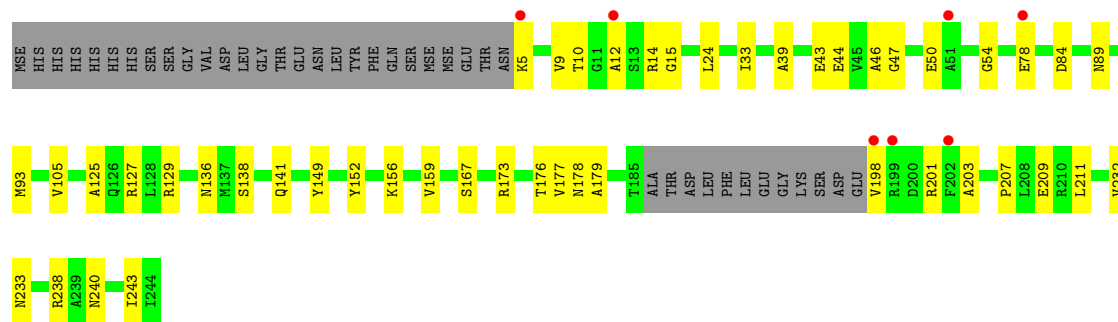 MSE HIS HIS HIS HIS HIS HIS SER SER GLY VAL ASP LEU GLY THR GLU ASN LEU TYR PHE GLN SER MSE MSE GLU THR ASN K5 V9 T10 G11 A12 S13 R14 G15 L24 I33 A39 E43 E44 V45 A46 G47 E50 A51 G54 E78 D84 N89
M93 V105 A125 Q126 R127 L128 R129 N136 M137 S138 Q141 Y149 Y152 K156 V159 S167 R173 T176 V177 N178 A179 T185 ALA THR ASP LEU PHE LEU GLU GLY LYS SER ASP GLU V198 R199 D200 R201 F202 A203 P207 L208 E209 R210 L211 V232
N233 R238 A239 N240 I243 I244